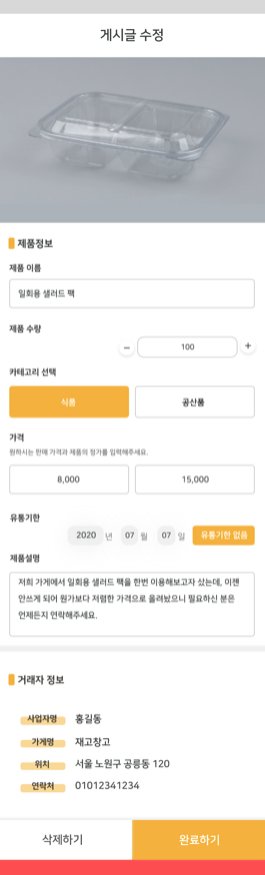 게시글 수정
제품정보
제품 이름
일회용 샐러드 팩
제품 수량
– 100 +
카테고리 선택
식품 공산품
가격
원하시는 판매 가격과 제품의 정가를 입력해주세요.
8,000 15,000
유통기한
2020 년 07 월 07 일 유통기한 없음
제품설명
저희 가게에서 일회용 샐러드 팩을 한번 이용해보고자 샀는데, 이젠
안쓰게 되어 원가보다 저렴한 가격으로 올려놨으니 필요하신 분은
언제든지 연락해주세요.
거래자 정보
사업자명 홍길동
가게명 재고창고
위치 서울 노원구 공릉동 120
연락처 01012341234
삭제하기 완료하기